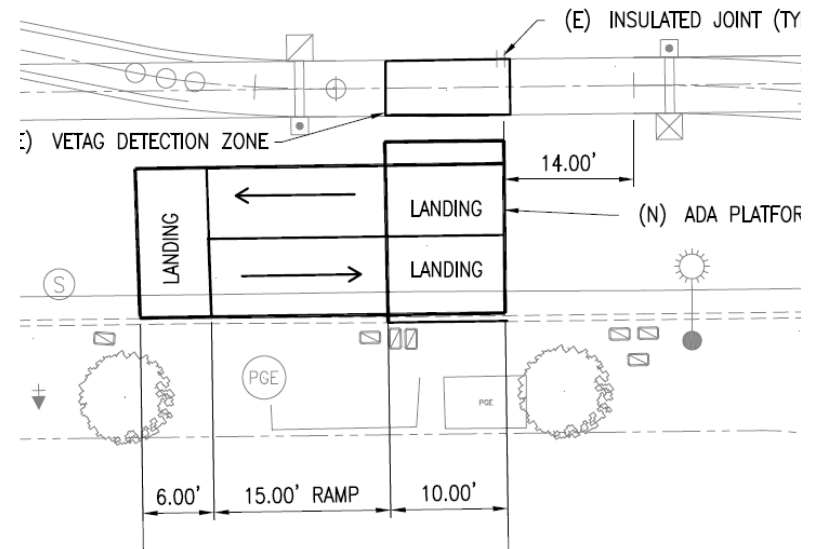 (E) INSULATED JOINT (TY
E) VETAG DETECTION ZONE
14.00'
LANDING
LANDING
(N) ADA PLATFOR
LANDING
S
PGE
PGE
6.00'
15.00' RAMP
10.00'